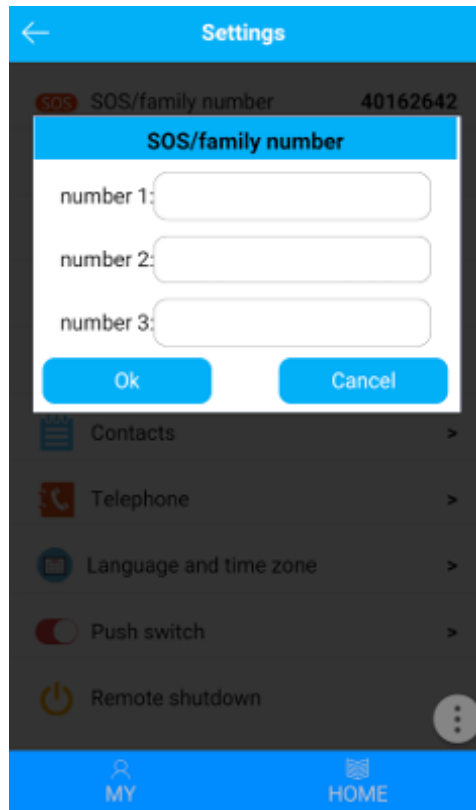 Settings
SOS SOS/family number 40162642
SOS/family number
number 1:
number 2:
number 3:
Ok Cancel
Contacts >
Telephone >
Language and time zone >
Push switch >
Remote shutdown
MY HOME